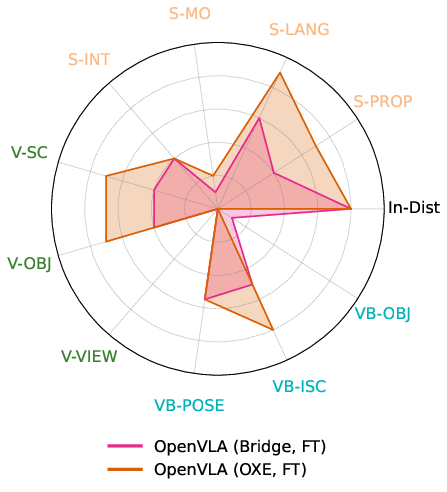 S-MO
S-LANG
S-INT
S-PROP
V-SC
In-Dist
V-OBJ
VB-OBJ
V-VIEW
VB-ISC
VB-POSE
OpenVLA (Bridge, FT)
OpenVLA (OXE, FT)